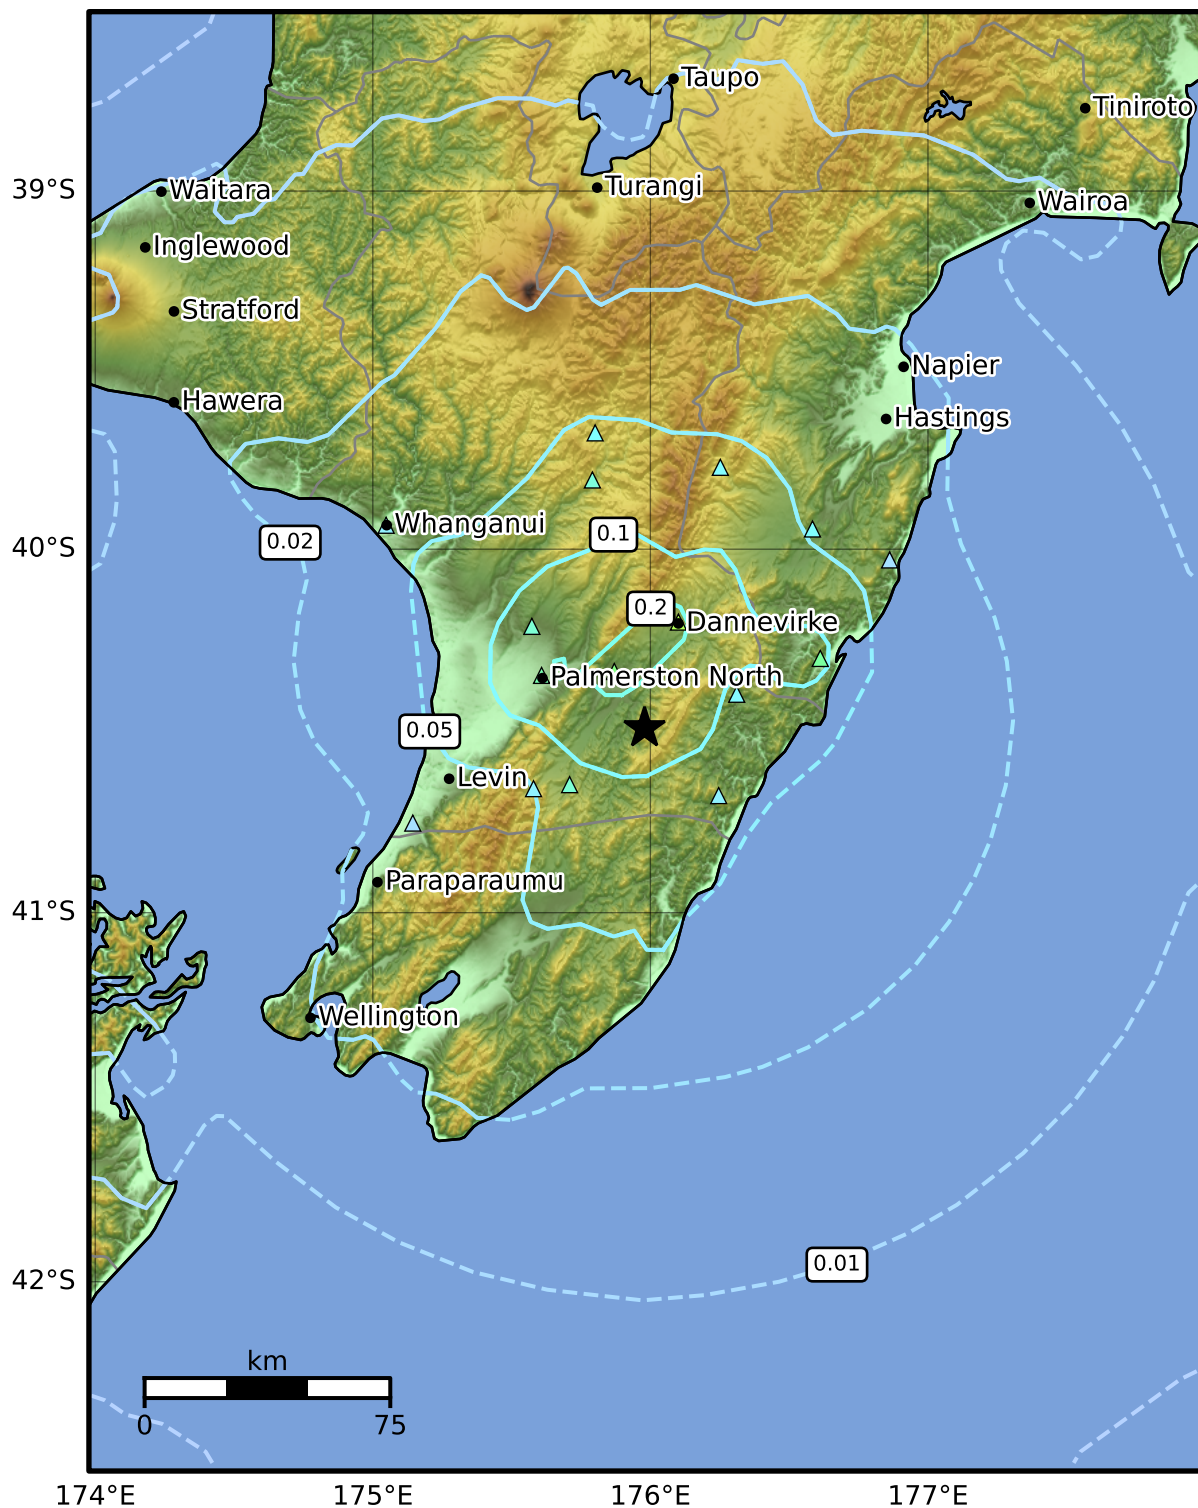 Taupo
Tiniroto
39°S
Waitara
Turangi
Wairoa
Inglewood
Stratford
Napier
Hawera
Hastings
Whanganui
0.02
0.1
40°S
0.2
Dannevirke
Palmerston North
0.05
Levin
Paraparaumu
41°S
Wellington
0.01
42°S
km
0
75
174°E
175°E
176°E
177°E